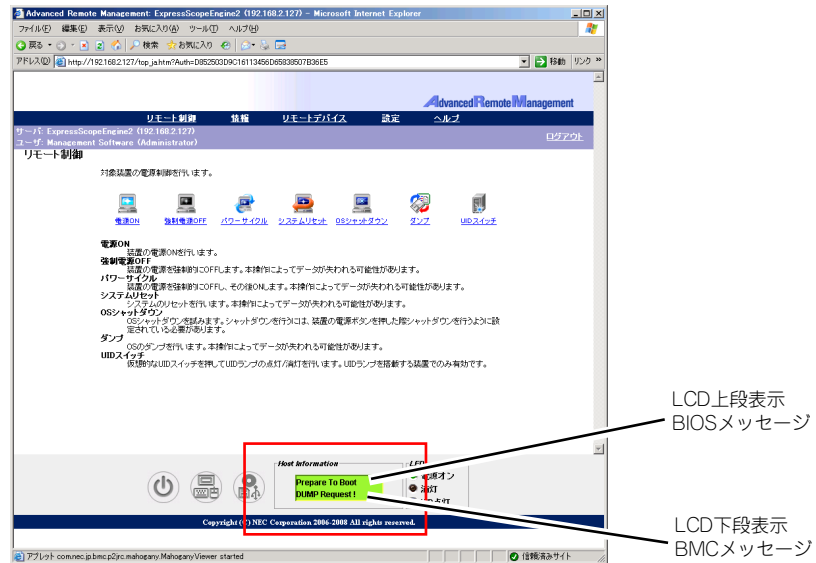 Advanced Remote Management: ExpressScopeEngine2 (192.168.2.127) - Microsoft Internet Explorer
ファイル(F) 編集(E) 表示(V) お気に入り(A) ツール(T) ヘルプ(H)
戻る 検索 お気に入り
アドレス(D) http://192.168.2.127/top_ja.htm?Auth=D852503D9C16113456D65838507B36E5 移動 リンク »
AdvancedRemoteManagement
リモート制御 情報 リモートデバイス 設定 ヘルプ
サーバ: ExpressScopeEngine2 (192.168.2.127)
ユーザ: Management Software (Administrator)
ログアウト
リモート制御
対象装置の電源制御を行います。
電源ON 強制電源OFF パワーサイクル システムリセット OSシャットダウン ダンプ UIDスイッチ
電源ON
装置の電源ONを行います。
強制電源OFF
装置の電源を強制的にOFFします。本操作によってデータが失われる可能性があります。
パワーサイクル
装置の電源を強制的にOFFし、その後ONします。本操作によってデータが失われる可能性があります。
システムリセット
システムのリセットを行います。本操作によってデータが失われる可能性があります。
OSシャットダウン
OSシャットダウンを試みます。シャットダウンを行うには、装置の電源ボタンを押した際シャットダウンを行うように設
定されている必要があります。
ダンプ
OSのダンプを行います。本操作によってデータが失われる可能性があります。
UIDスイッチ
仮想的なUIDスイッチを押してUIDランプの点灯/消灯を行います。UIDランプを搭載する装置でのみ有効です。
LCD上段表示
BIOSメッセージ
Host Information
LED
Prepare To Boot
DUMP Request !
電源オン
消灯
LCD下段表示
BMCメッセージ
Copyright (C) NEC Corporation 2006-2008 All rights reserved.
アプレット com.nec.jp.bmc.p2jrc.mahogany.MahoganyViewer started
信頼済みサイト